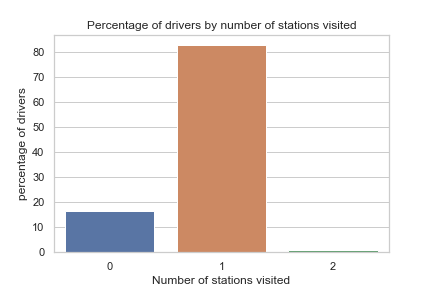 Percentage of drivers by number of stations visited
percentage of drivers
80
70
60
50
40
30
20
10
0
0 1 2
Number of stations visited